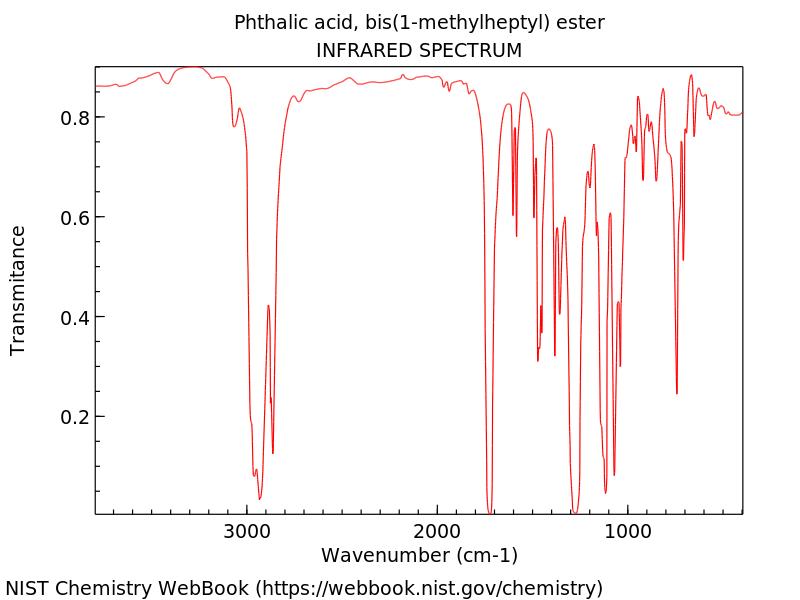 Phthalic acid, bis(1-methylheptyl) ester
INFRARED SPECTRUM
0.8
0.6
0.4
0.2
Transmitance
3000 2000 1000
Wavenumber (cm-1)
NIST Chemistry WebBook (https://webbook.nist.gov/chemistry)